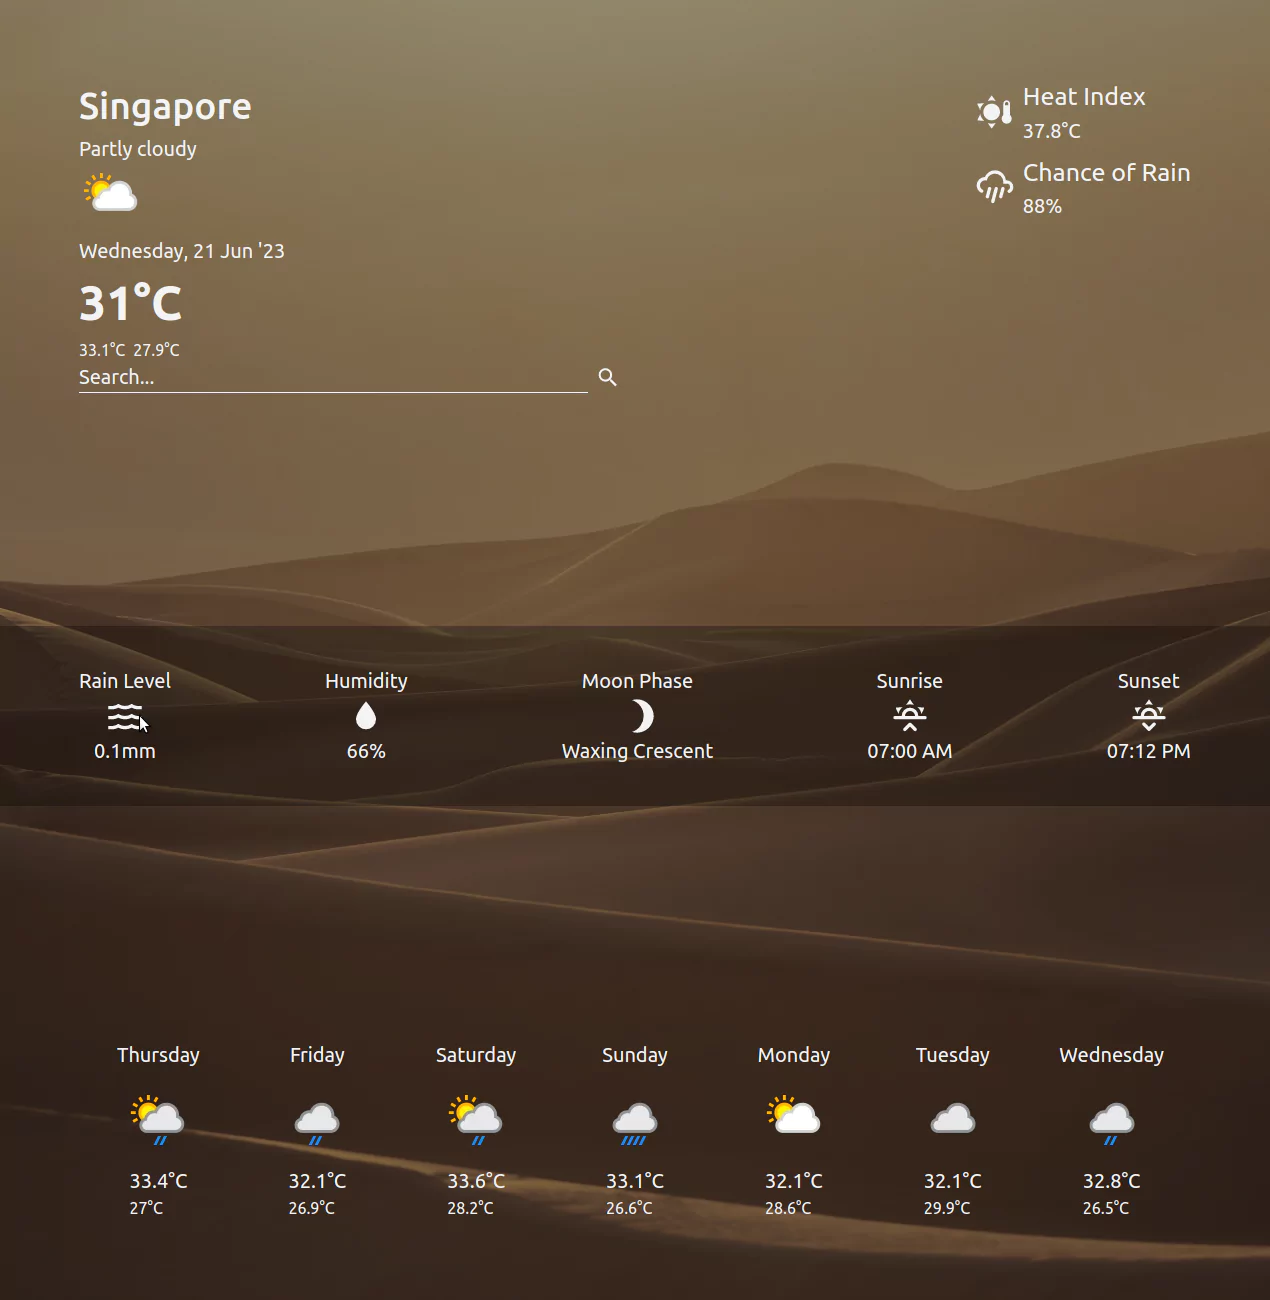 Singapore
Partly cloudy
Wednesday, 21 Jun '23
31°C
33.1°C 27.9°C
Search...
Heat Index
37.8°C
Chance of Rain
88%
Rain Level
0.1mm
Humidity
66%
Moon Phase
Waxing Crescent
Sunrise
07:00 AM
Sunset
07:12 PM
Thursday
33.4°C
27°C
Friday
32.1°C
26.9°C
Saturday
33.6°C
28.2°C
Sunday
33.1°C
26.6°C
Monday
32.1°C
28.6°C
Tuesday
32.1°C
29.9°C
Wednesday
32.8°C
26.5°C